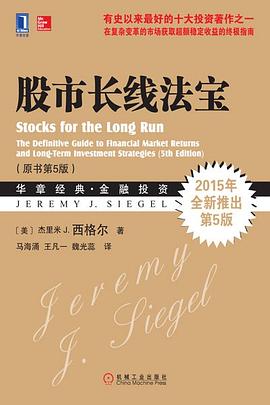 有史以来最好的十大投资著作之一
在复杂变革的市场获取超额稳定收益的终极指南
华章经管
股市长线法宝
Stocks for the Long Run
The Definitive Guide to Financial Market Returns
and Long-Term Investment Strategies (5th Edition)
(原书第5版)
华章经典·金融投资
JEREMY J. SIEGEL
2015年
全新推出
第5版
[美] 杰里米 J. 西格尔 著
马海涌 王凡一 魏光蕊 译
Jeremy
J. Siegel
机械工业出版社
China Machine Press